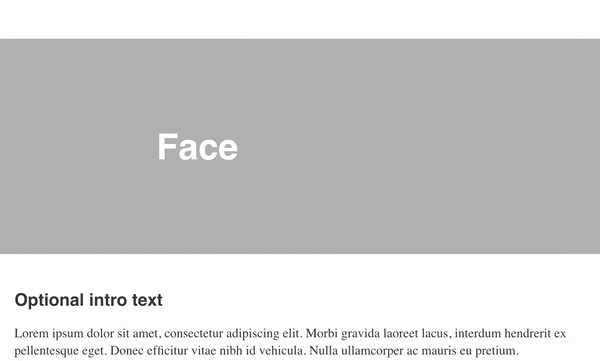 Face
Optional intro text
Lorem ipsum dolor sit amet, consectetur adipiscing elit. Morbi gravida laoreet lacus, interdum hendrerit ex
pellentesque eget. Donec efficitur vitae nibh id vehicula. Nulla ullamcorper ac mauris eu pretium.